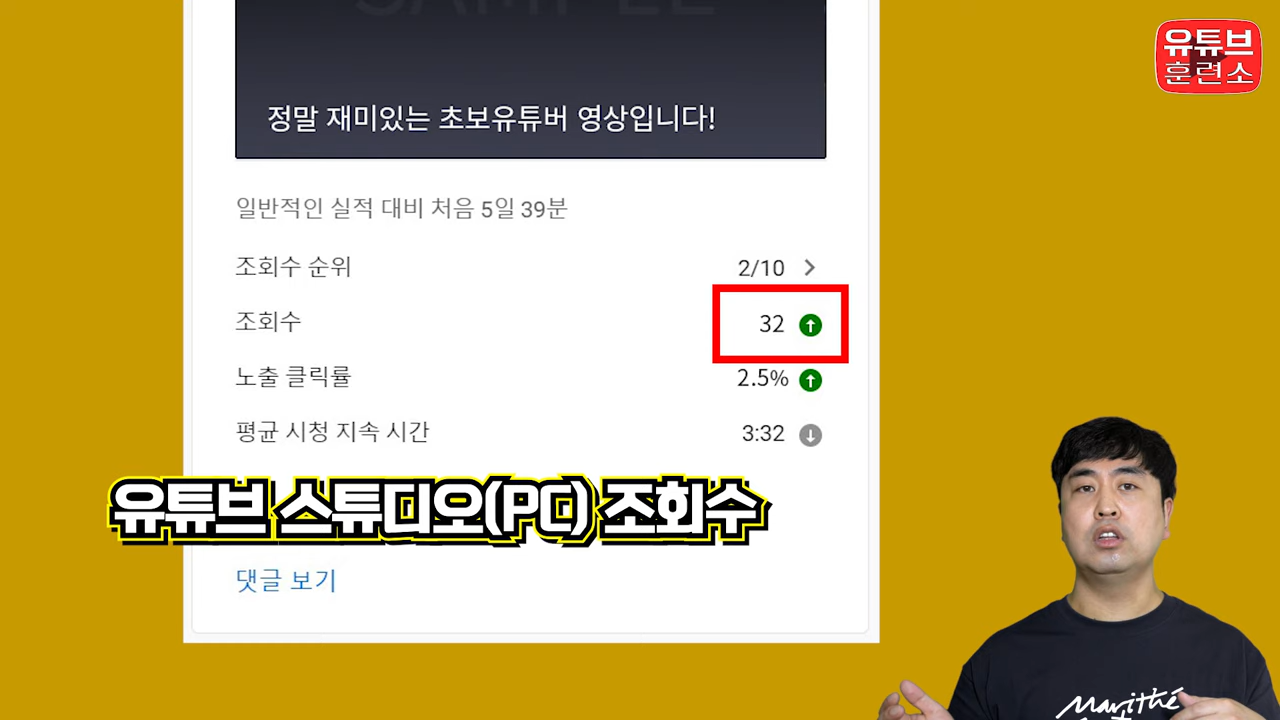 SAMPLE
유튜브
훈련소
정말 재미있는 초보유튜버 영상입니다!
일반적인 실적 대비 처음 5일 39분
조회수 순위 2/10
조회수 32
노출 클릭률 2.5%
평균 시청 지속 시간 3:32
유튜브 스튜디오(PC) 조회수
댓글 보기
Marithé